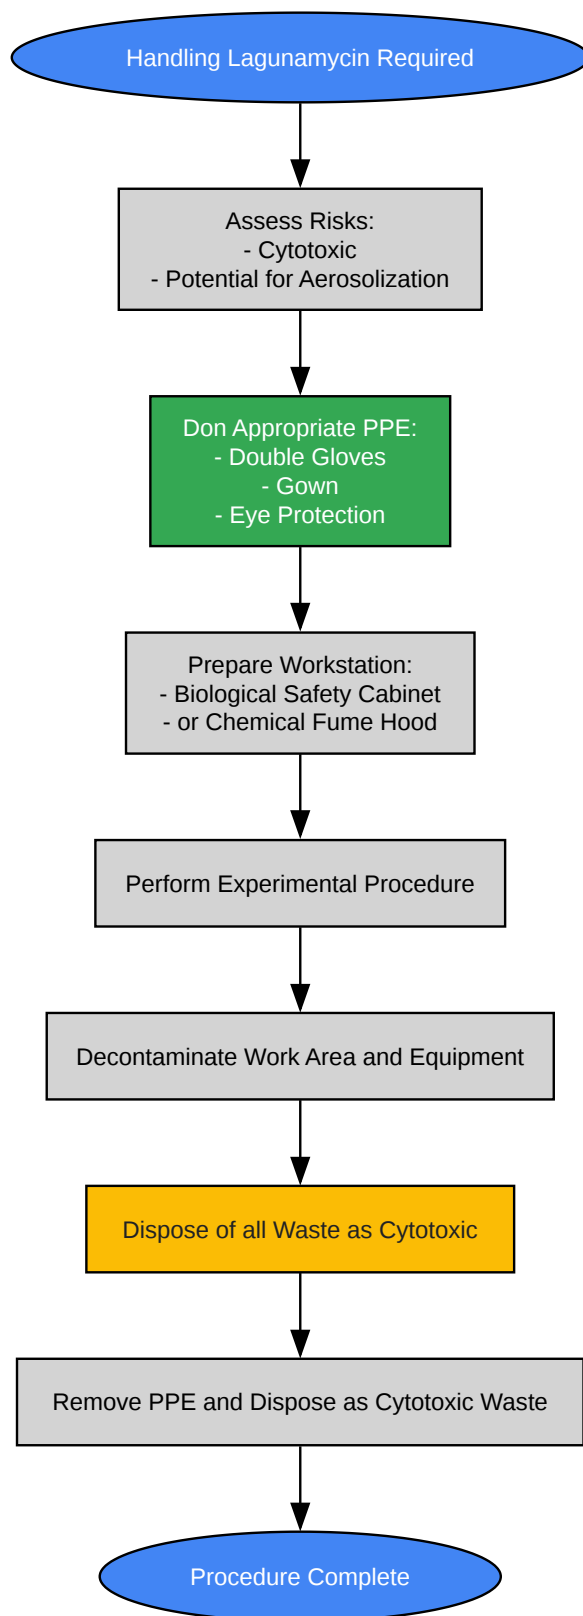 Handling Lagunamycin Required
Assess Risks:
- Cytotoxic
- Potential for Aerosolization
Don Appropriate PPE:
- Double Gloves
- Gown
- Eye Protection
Prepare Workstation:
- Biological Safety Cabinet
- or Chemical Fume Hood
Perform Experimental Procedure
Decontaminate Work Area and Equipment
Dispose of all Waste as Cytotoxic
Remove PPE and Dispose as Cytotoxic Waste
Procedure Complete